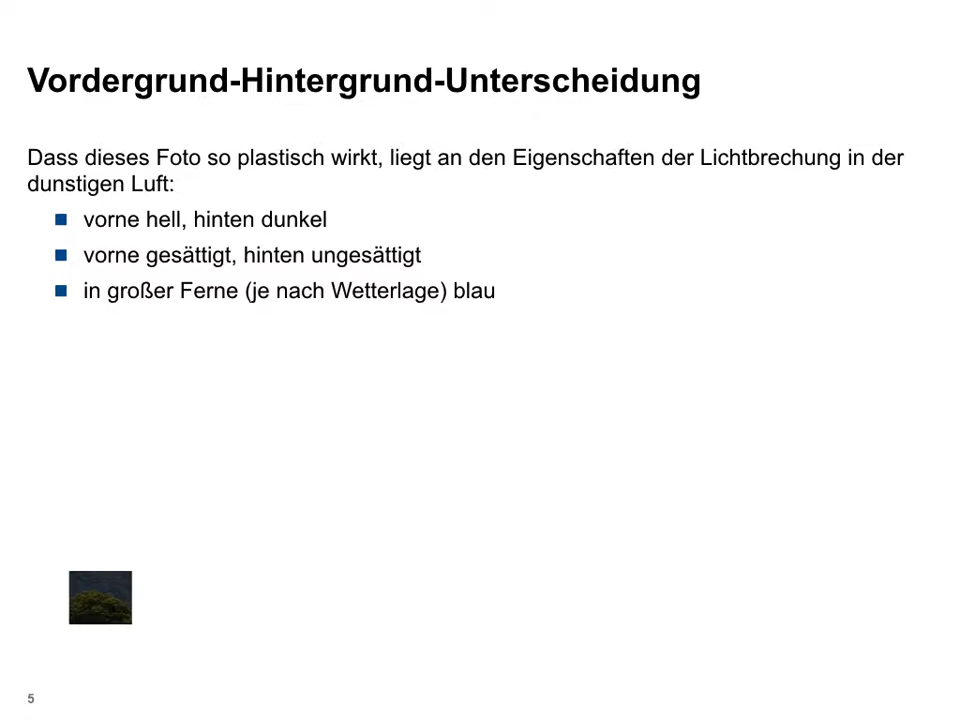 Vordergrund-Hintergrund-Unterscheidung
Dass dieses Foto so plastisch wirkt, liegt an den Eigenschaften der Lichtbrechung in der
dunstigen Luft:
vorne hell, hinten dunkel
vorne gesättigt, hinten ungesättigt
in großer Ferne (je nach Wetterlage) blau
5